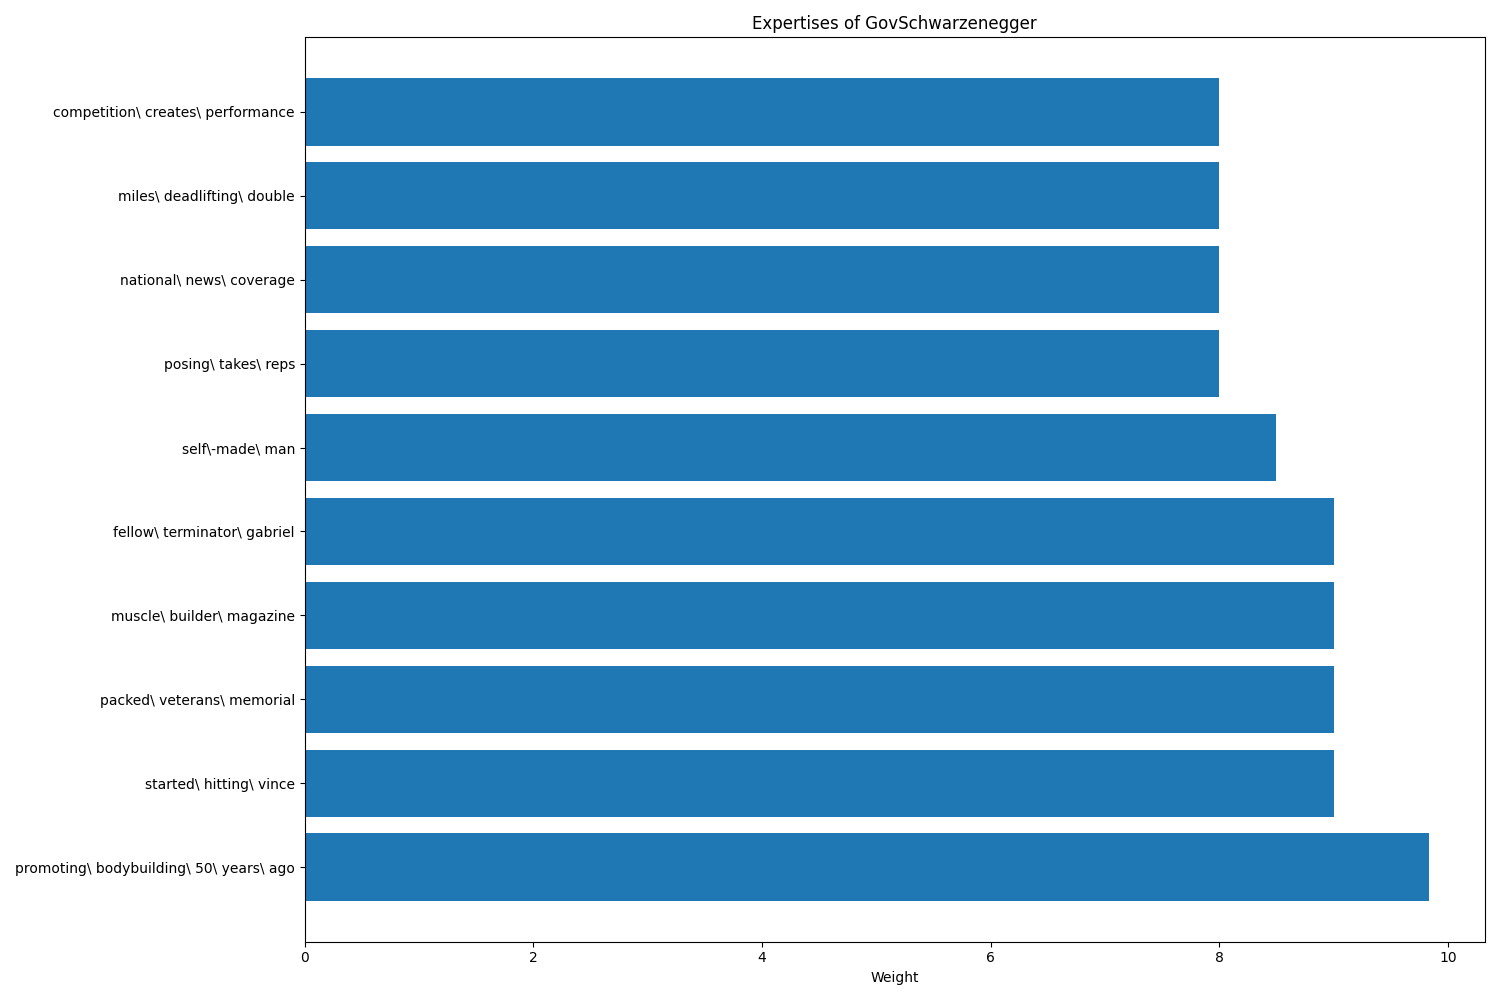 Expertises of GovSchwarzenegger
competition\ creates\ performance
miles\ deadlifting\ double
national\ news\ coverage
posing\ takes\ reps
self\-made\ man
fellow\ terminator\ gabriel
muscle\ builder\ magazine
packed\ veterans\ memorial
started\ hitting\ vince
promoting\ bodybuilding\ 50\ years\ ago
0 2 4 6 8 10
Weight